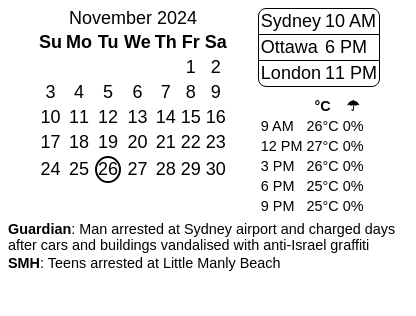 November 2024
Su Mo Tu We Th Fr Sa
1 2
3 4 5 6 7 8 9
10 11 12 13 14 15 16
17 18 19 20 21 22 23
24 25 26 27 28 29 30
Sydney 10 AM
Ottawa 6 PM
London 11 PM
°C ☂
9 AM 26°C 0%
12 PM 27°C 0%
3 PM 26°C 0%
6 PM 25°C 0%
9 PM 25°C 0%
Guardian: Man arrested at Sydney airport and charged days
after cars and buildings vandalised with anti-Israel graffiti
SMH: Teens arrested at Little Manly Beach